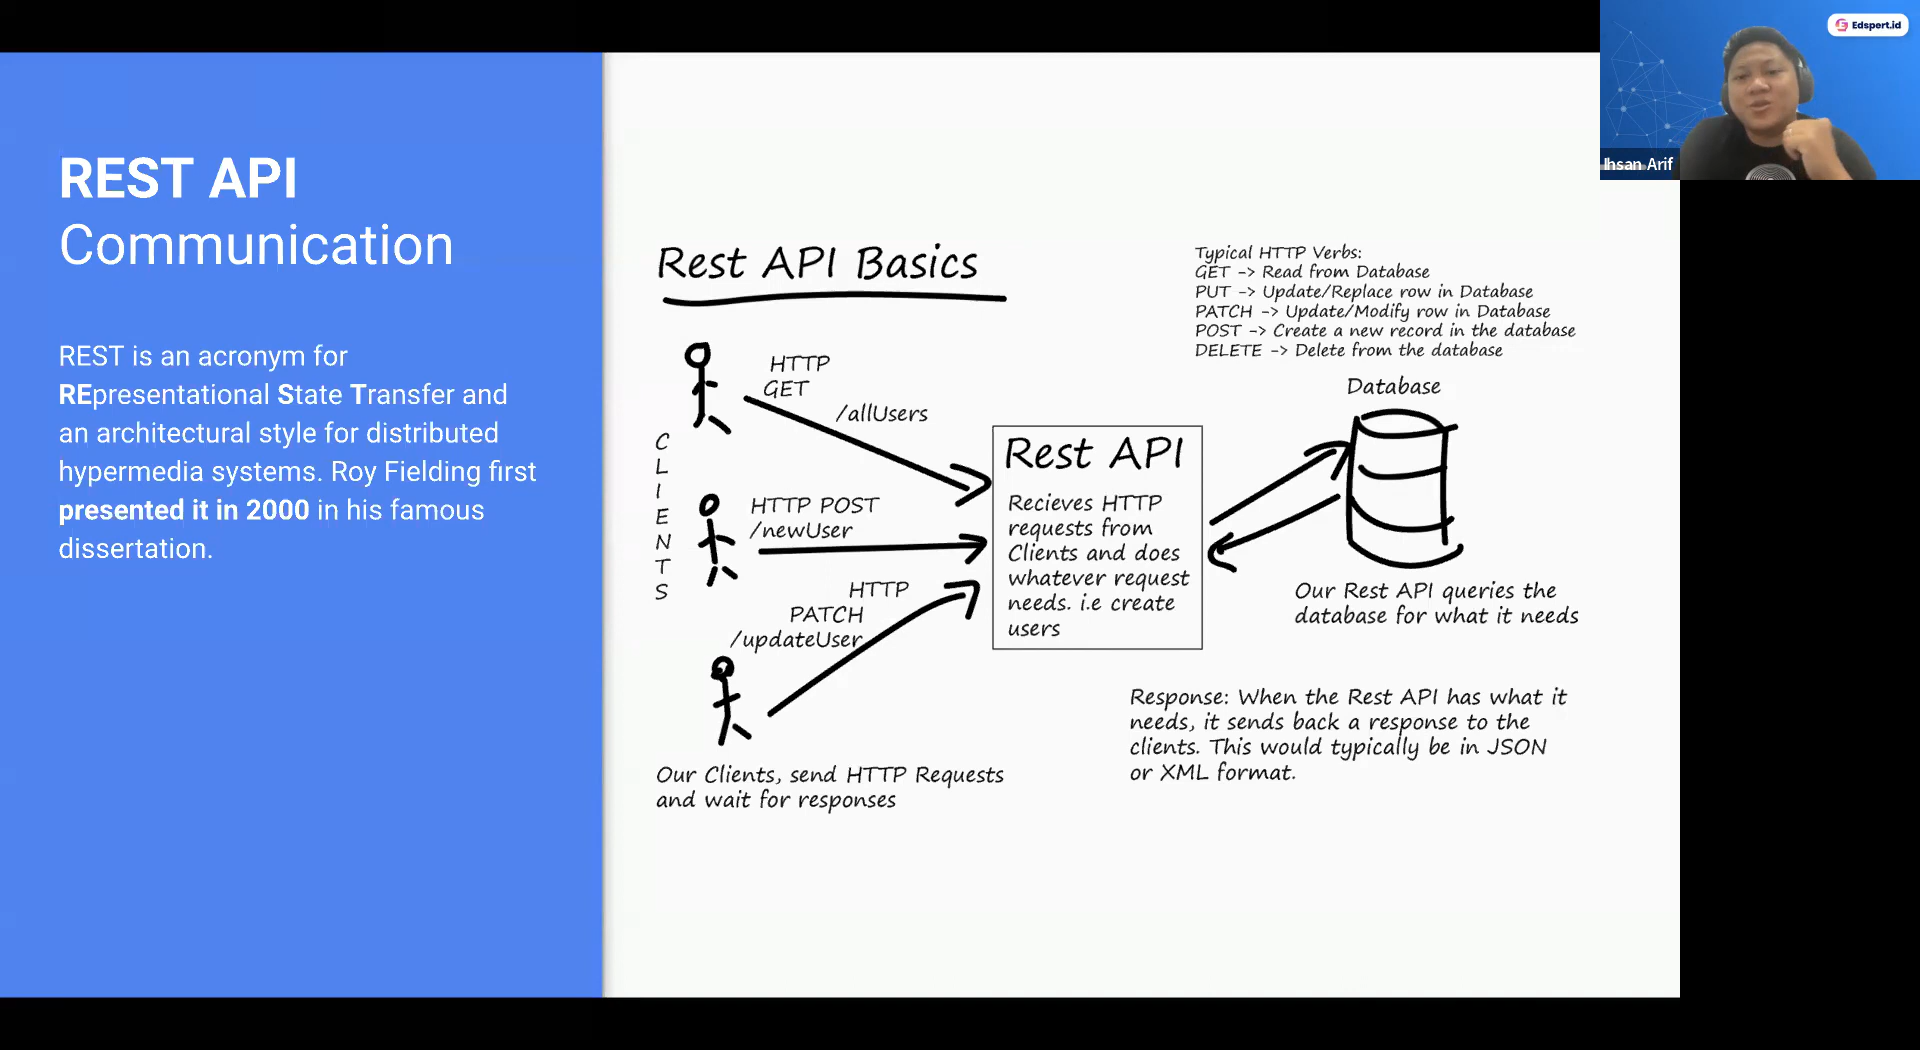 Edspert.id
Ihsan Arif
REST API
Communication
REST is an acronym for
REpresentational State Transfer and
an architectural style for distributed
hypermedia systems. Roy Fielding first
presented it in 2000 in his famous
dissertation.
Rest API Basics
Typical HTTP Verbs:
GET -> Read from Database
PUT -> Update/Replace row in Database
PATCH -> Update/Modify row in Database
POST -> Create a new record in the database
DELETE -> Delete from the database
CLIENTS
HTTP
GET
/allUsers
HTTP POST
/newUser
HTTP
PATCH
/updateUser
Our Clients, send HTTP Requests
and wait for responses
Rest API
Recieves HTTP
requests from
Clients and does
whatever request
needs. i.e create
users
Database
Our Rest API queries the
database for what it needs
Response: When the Rest API has what it
needs, it sends back a response to the
clients. This would typically be in JSON
or XML format.